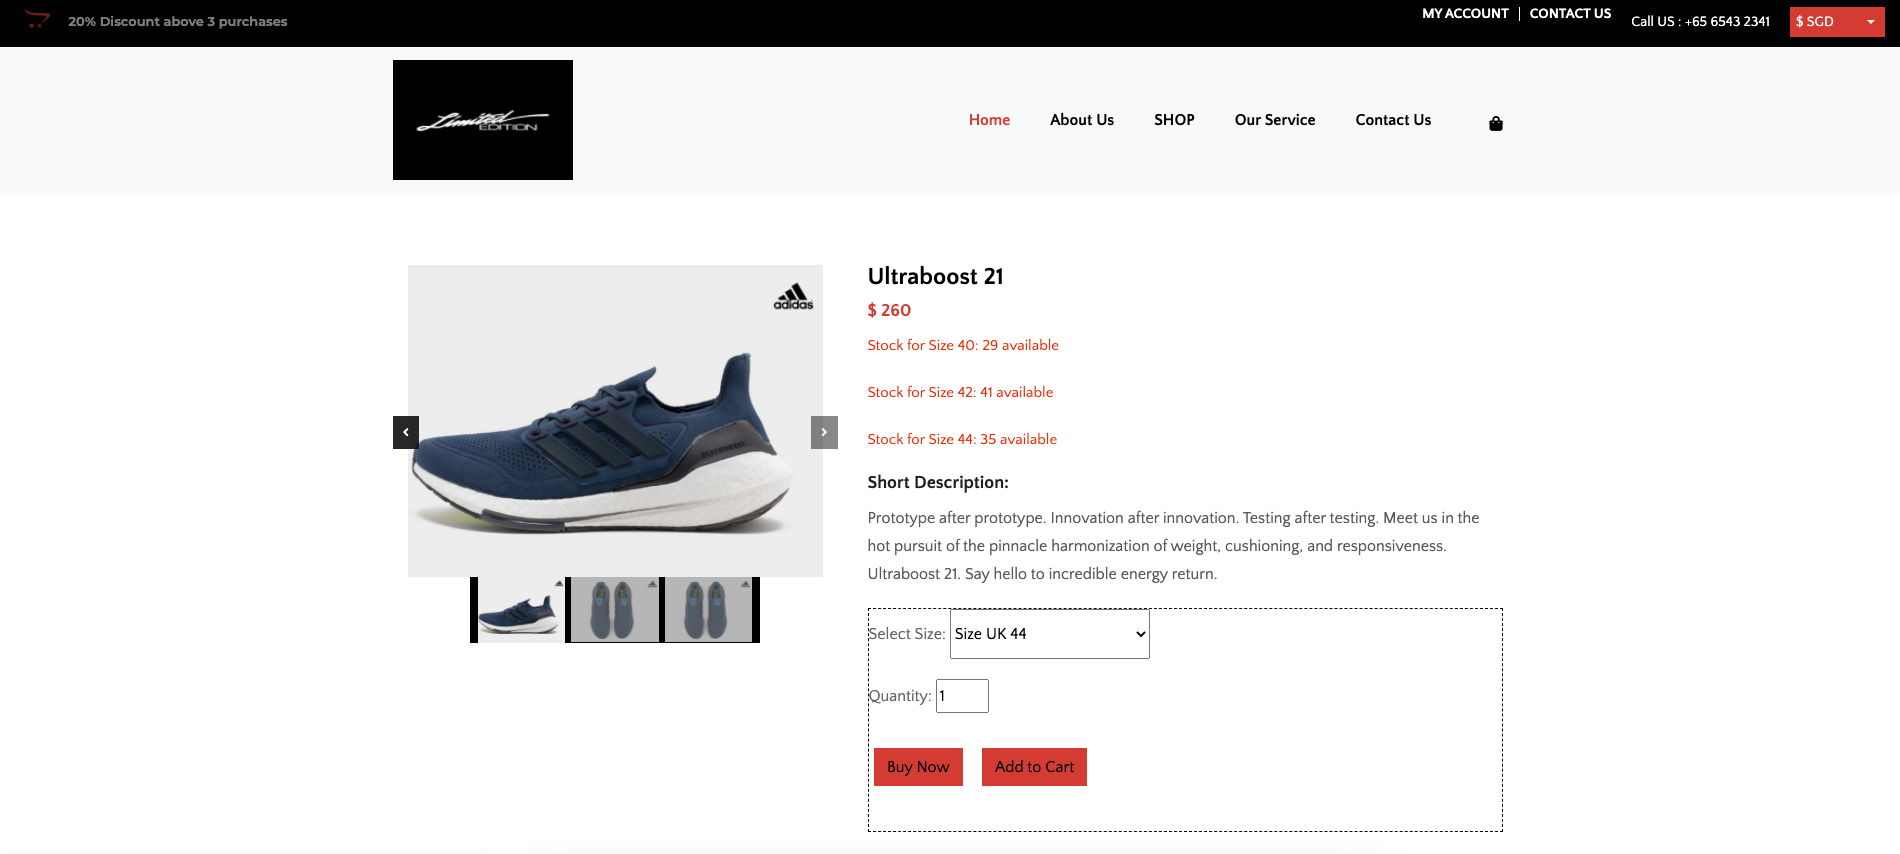 20% Discount above 3 purchases
MY ACCOUNT | CONTACT US
Call US : +65 6543 2341
$ SGD
Limited
EDITION
Home
About Us
SHOP
Our Service
Contact Us
adidas
Ultraboost 21
$ 260
Stock for Size 40: 29 available
Stock for Size 42: 41 available
Stock for Size 44: 35 available
Short Description:
Prototype after prototype. Innovation after innovation. Testing after testing. Meet us in the
hot pursuit of the pinnacle harmonization of weight, cushioning, and responsiveness.
Ultraboost 21. Say hello to incredible energy return.
Select Size: Size UK 44
Quantity: 1
Buy Now
Add to Cart